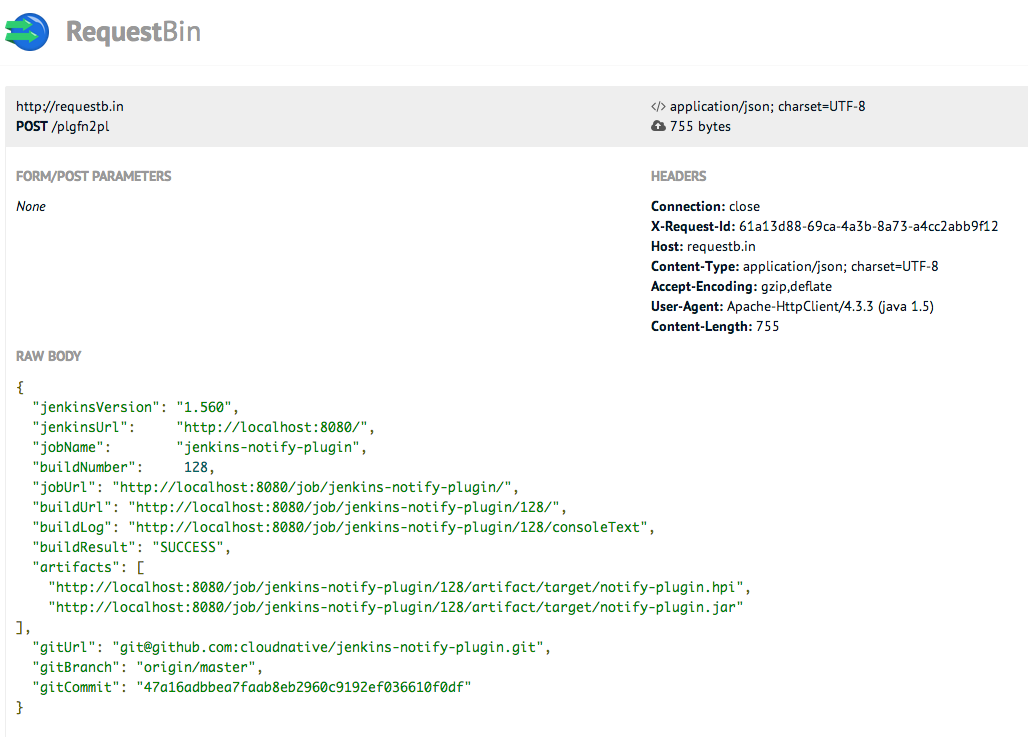 RequestBin
http://requestb.in
POST /plgfn2pl
</> application/json; charset=UTF-8
755 bytes
FORM/POST PARAMETERS
None
HEADERS
Connection: close
X-Request-Id: 61a13d88-69ca-4a3b-8a73-a4cc2abb9f12
Host: requestb.in
Content-Type: application/json; charset=UTF-8
Accept-Encoding: gzip,deflate
User-Agent: Apache-HttpClient/4.3.3 (java 1.5)
Content-Length: 755
RAW BODY
{
  "jenkinsVersion": "1.560",
  "jenkinsUrl":     "http://localhost:8080/",
  "jobName":        "jenkins-notify-plugin",
  "buildNumber":     128,
  "jobUrl": "http://localhost:8080/job/jenkins-notify-plugin/",
  "buildUrl": "http://localhost:8080/job/jenkins-notify-plugin/128/",
  "buildLog": "http://localhost:8080/job/jenkins-notify-plugin/128/consoleText",
  "buildResult": "SUCCESS",
  "artifacts": [
    "http://localhost:8080/job/jenkins-notify-plugin/128/artifact/target/notify-plugin.hpi",
    "http://localhost:8080/job/jenkins-notify-plugin/128/artifact/target/notify-plugin.jar"
],
  "gitUrl": "git@github.com:cloudnative/jenkins-notify-plugin.git",
  "gitBranch": "origin/master",
  "gitCommit": "47a16adbbea7faab8eb2960c9192ef036610f0df"
}